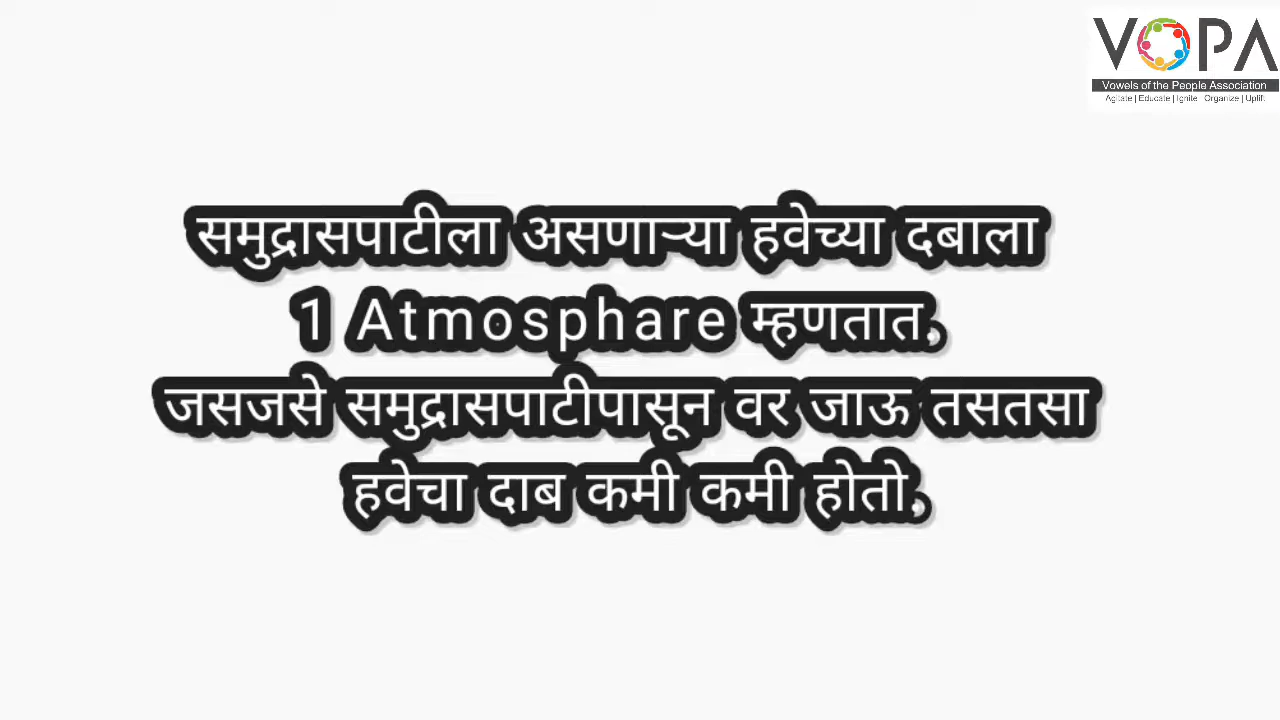 VOPA
Vowels of the People Association
Agitate | Educate | Ignite Organize | Uplift
समुद्रासपाटीला असणाऱ्या हवेच्या दबाला
1 Atmosphare म्हणतात.
जसजसे समुद्रासपाटीपासून वर जाऊ तसतसा
हवेचा दाब कमी कमी होतो.